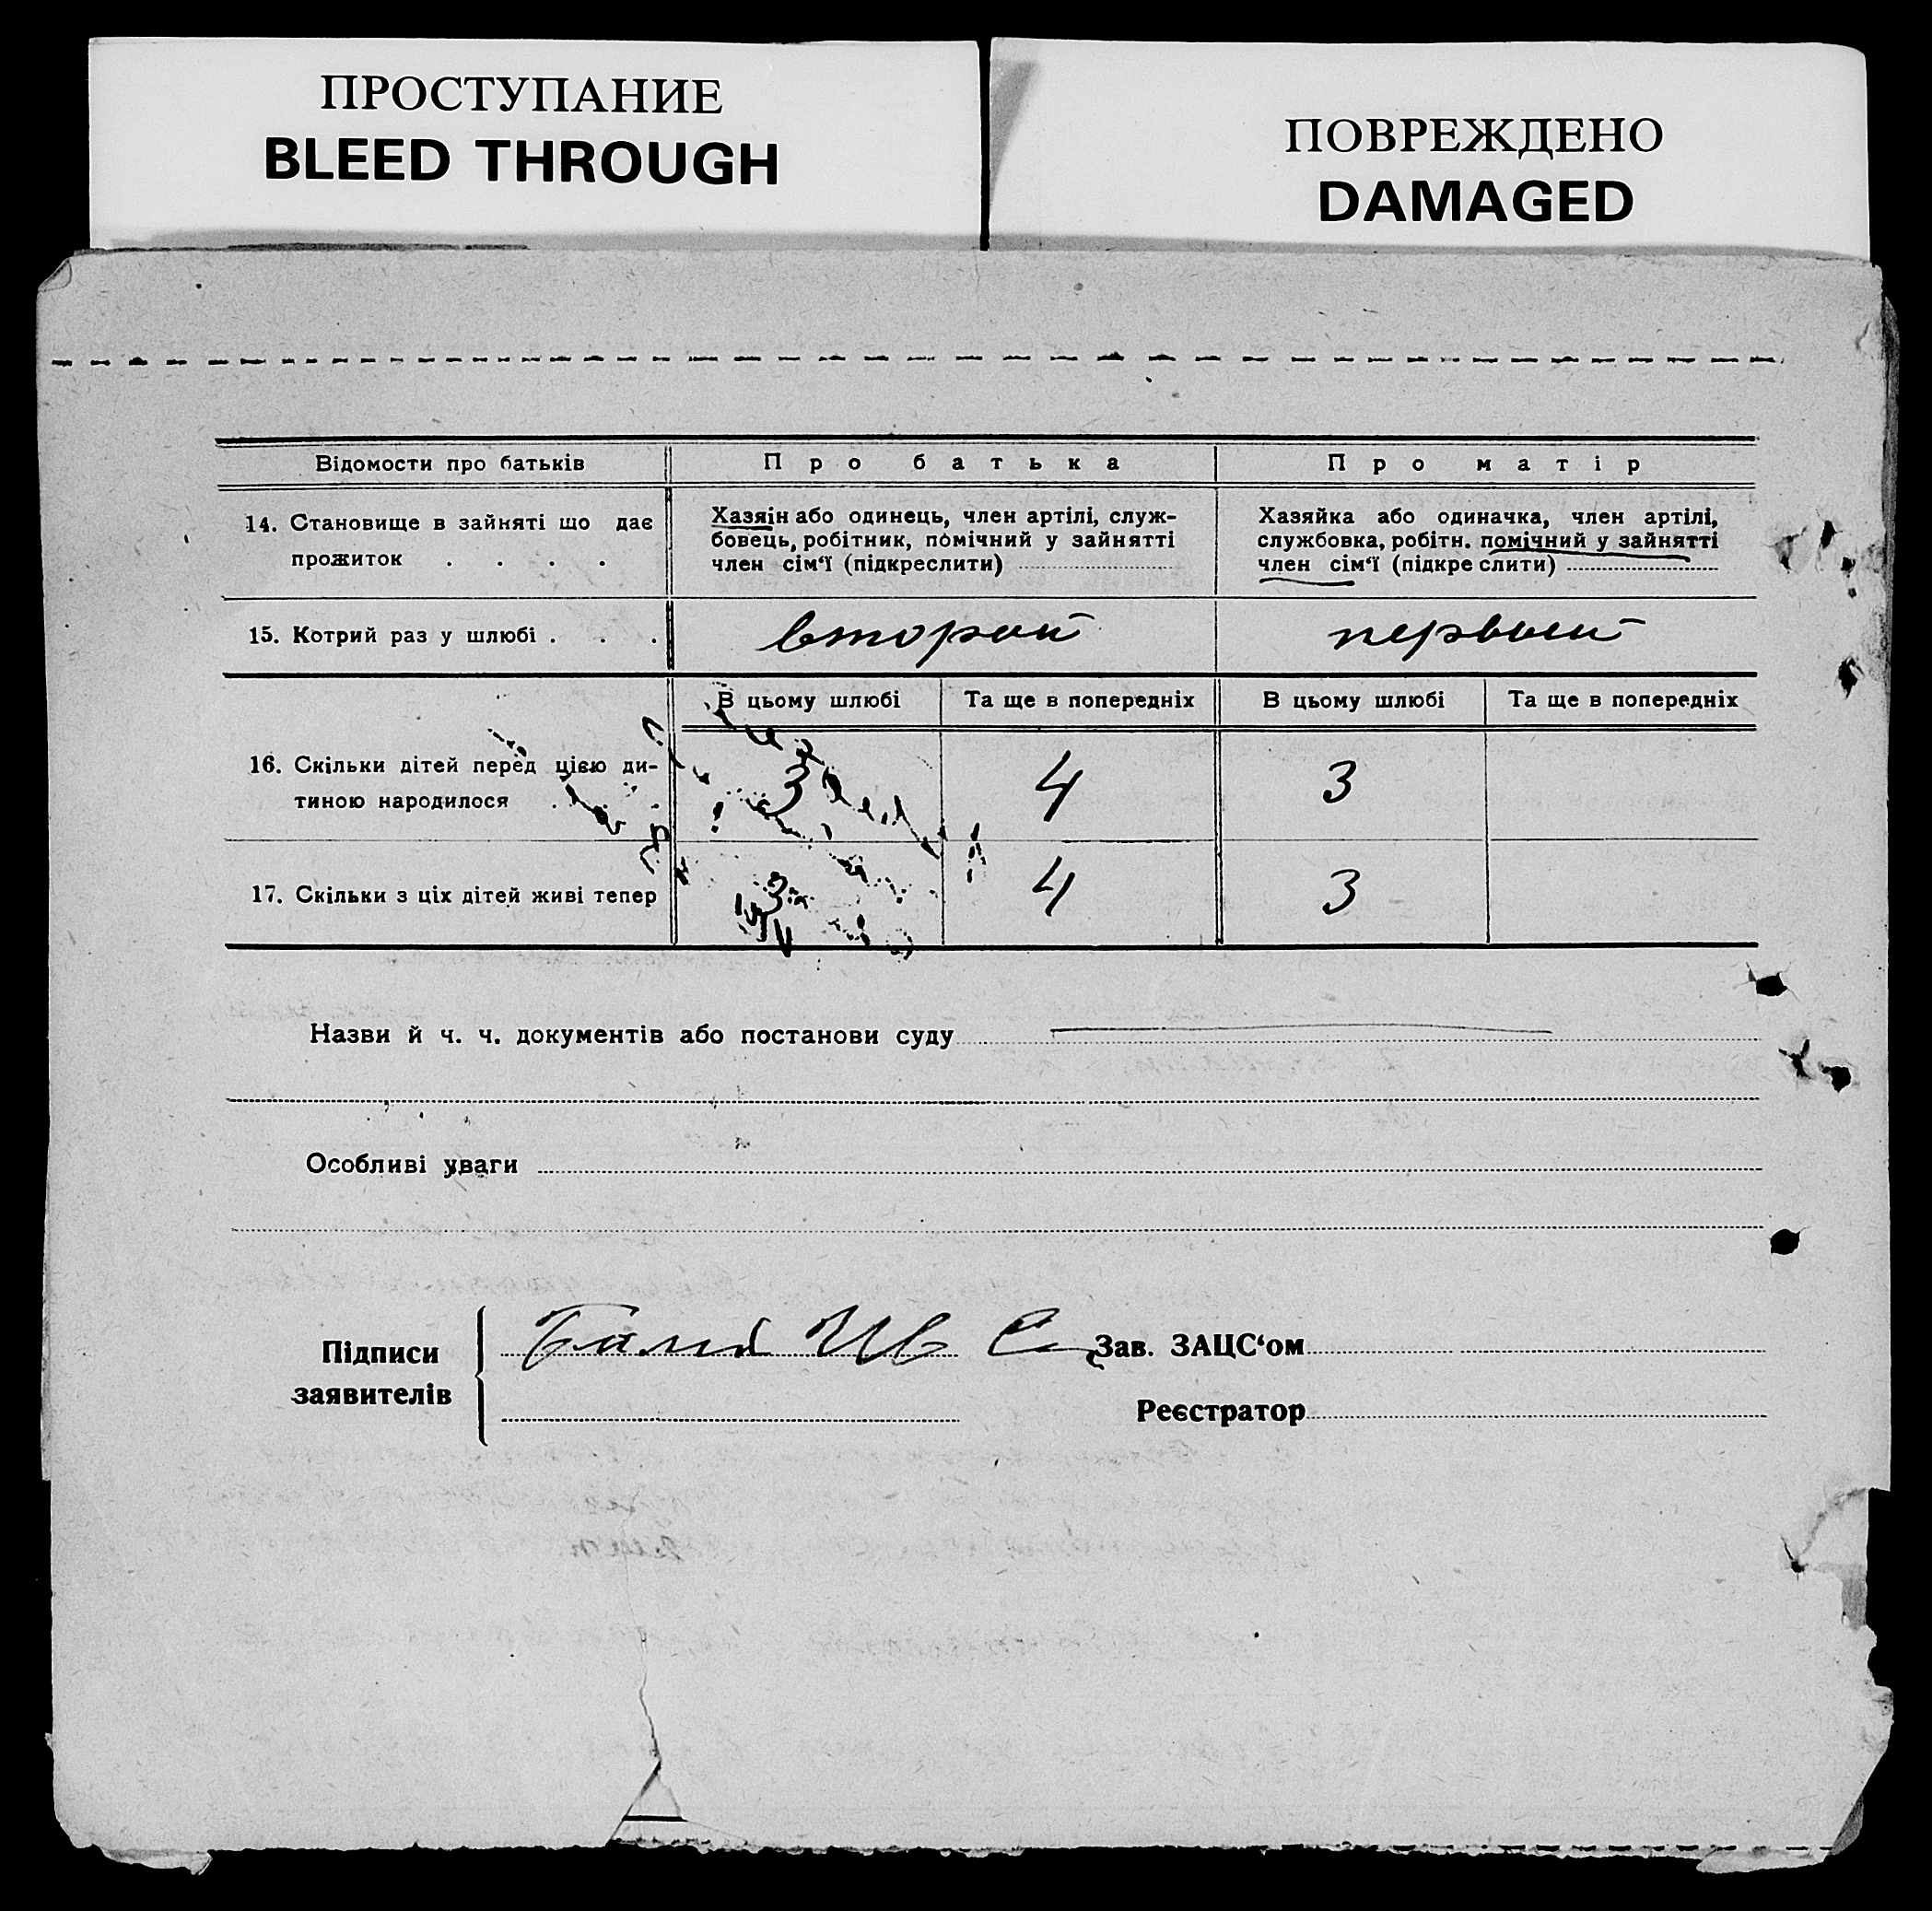 ПРОСТУПАНИЕ
BLEED THROUGH
ПОВРЕЖДЕНО
DAMAGED
Відомости про батьків Про батька Про матір
14. Становище в зайняті що дає прожиток . . . .
Хазяін або одинець, член артілі, служ-
бовець, робітник, помічний у зайнятті
член сім‘ї (підкреслити)
Хазяйка або одиначка, член артілі,
службовка, робітн. помічний у зайнятті
член сім‘ї (підкреслити)
15. Котрий раз у шлюбі . . . второй первый
В цьому шлюбі Та ще в попередніх В цьому шлюбі Та ще в попередніх
16. Скільки дітей перед цією ди-
тиною народилося . . . 3 4 3
17. Скільки з ціх дітей живі тепер 3 4 3
Назви й ч. ч. документів або постанови суду
Особливі уваги
Підписи
заявителів
Зав. ЗАЦС‘ом
Реєстратор